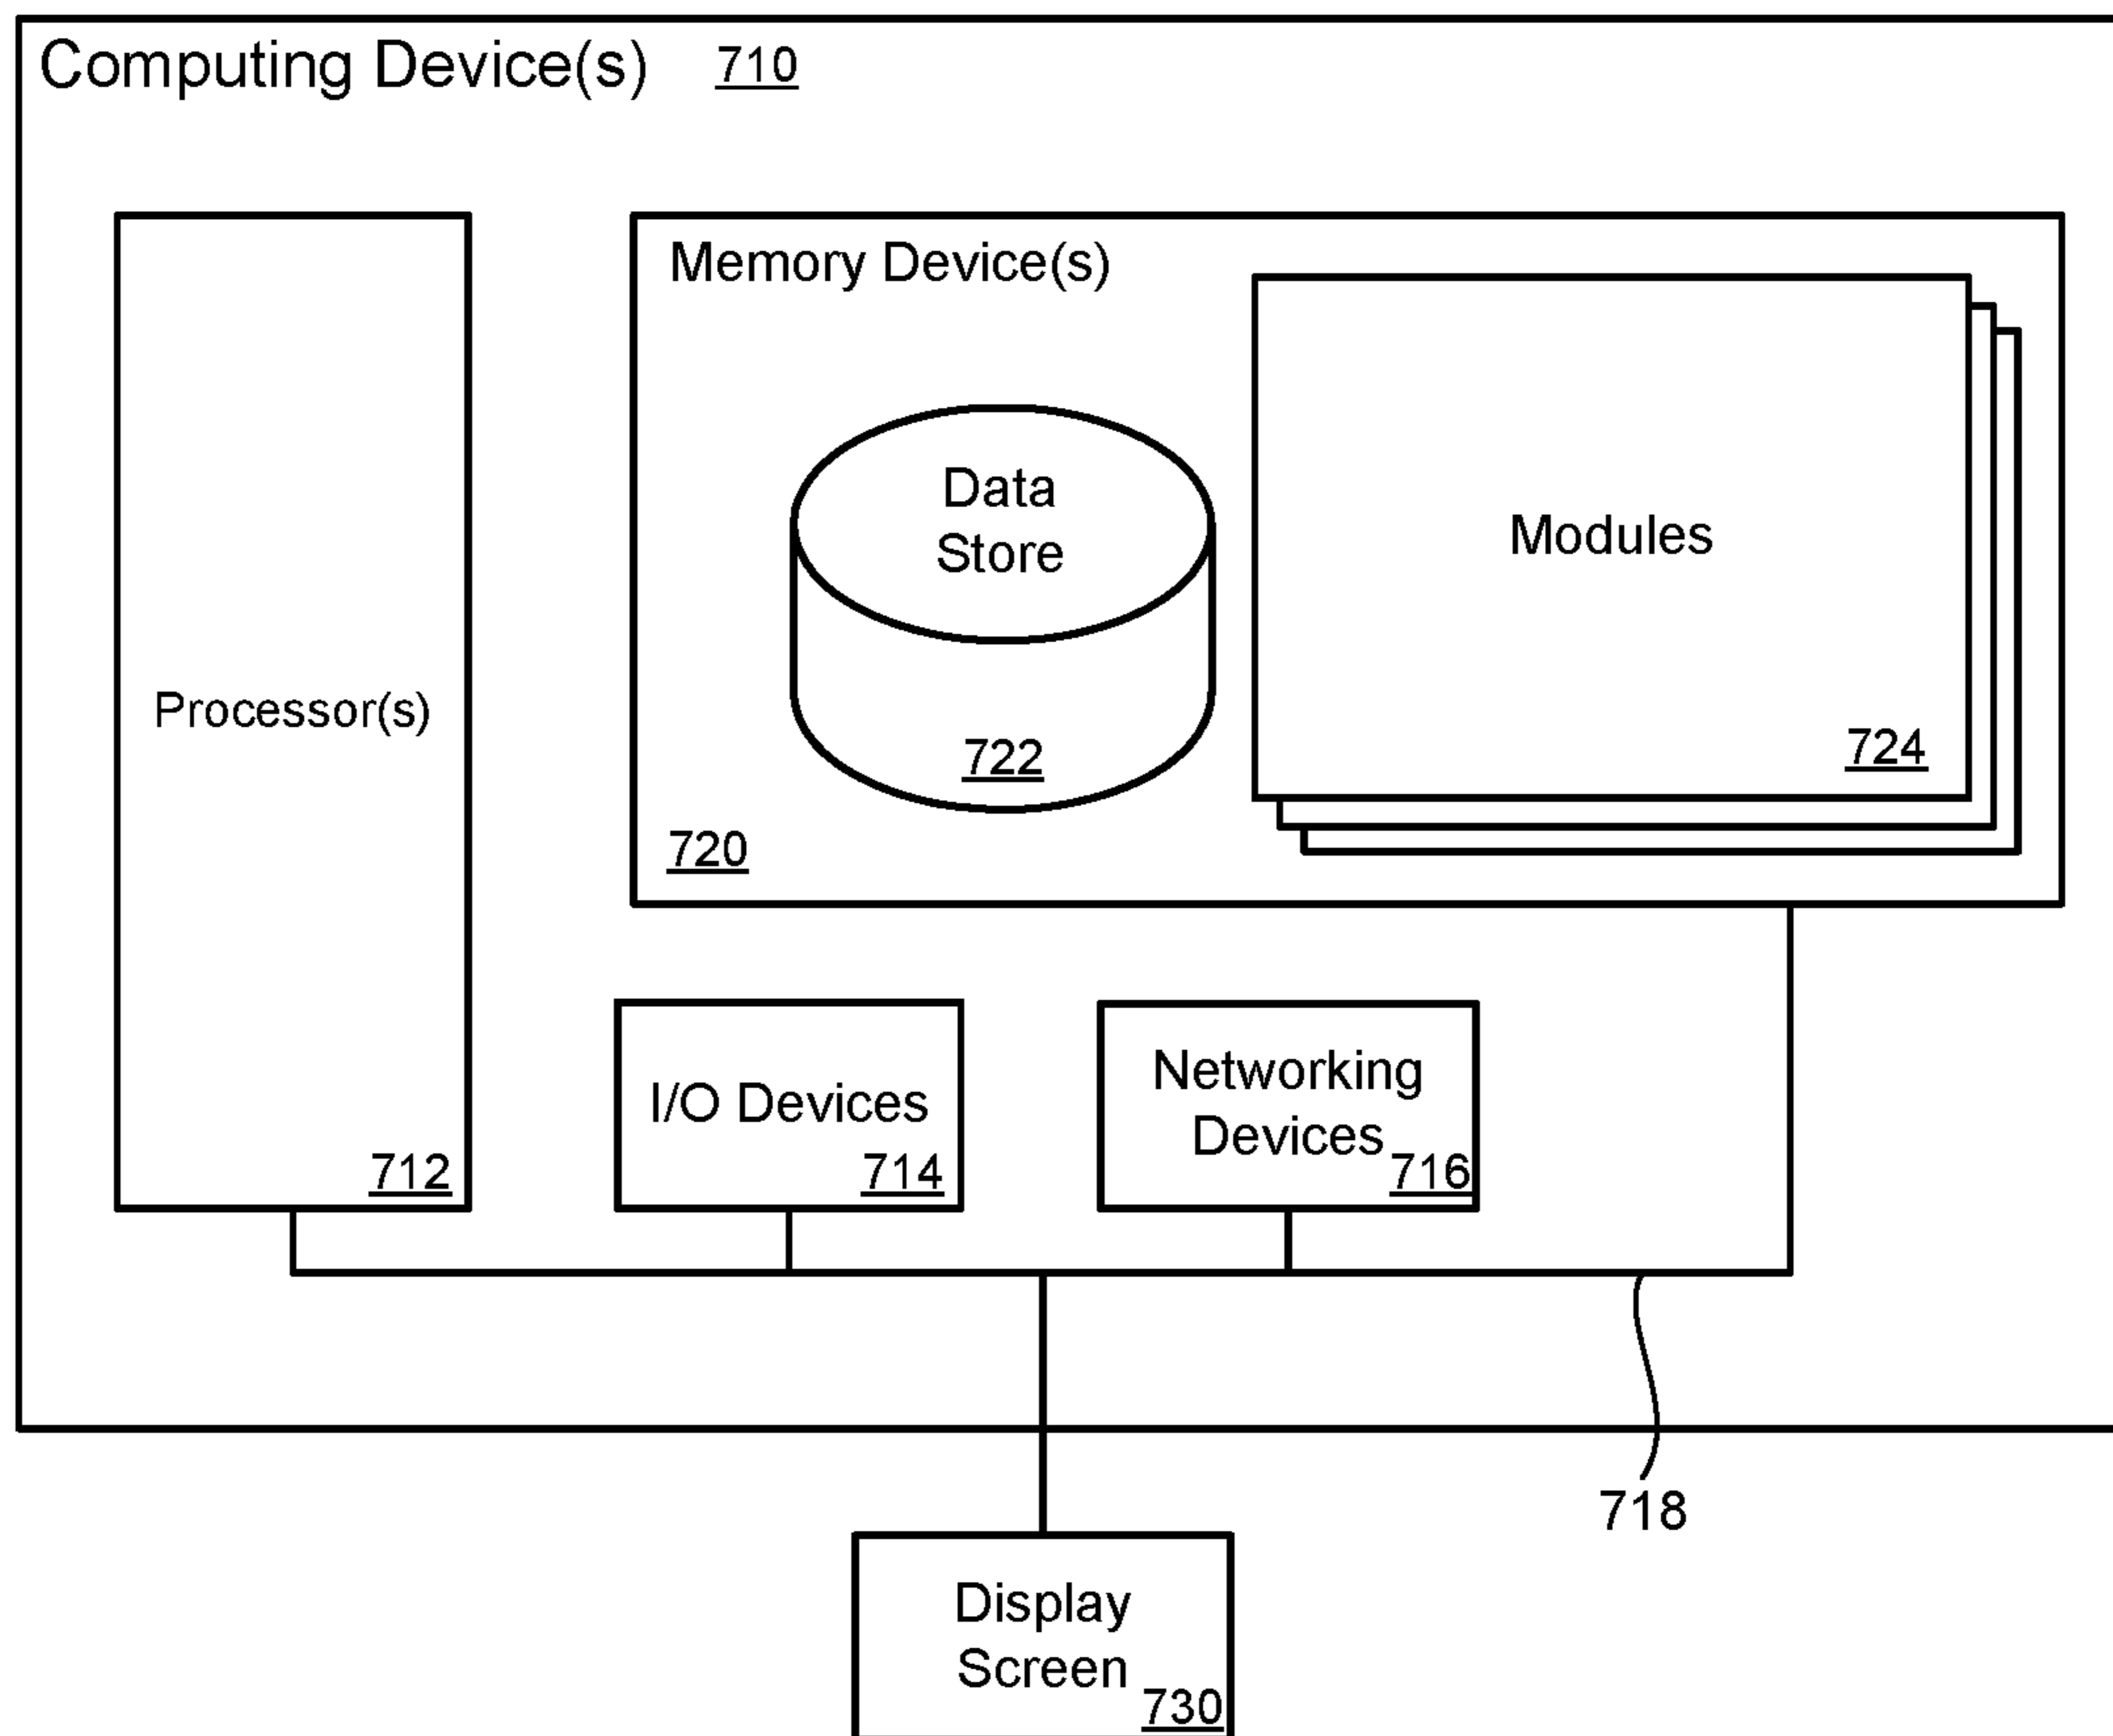 Computing Device(s) 710
Memory Device(s)
Data
Store
Modules
Processor(s)
722
724
720
I/O Devices
Networking
Devices
712
714
716
718
Display
Screen
730